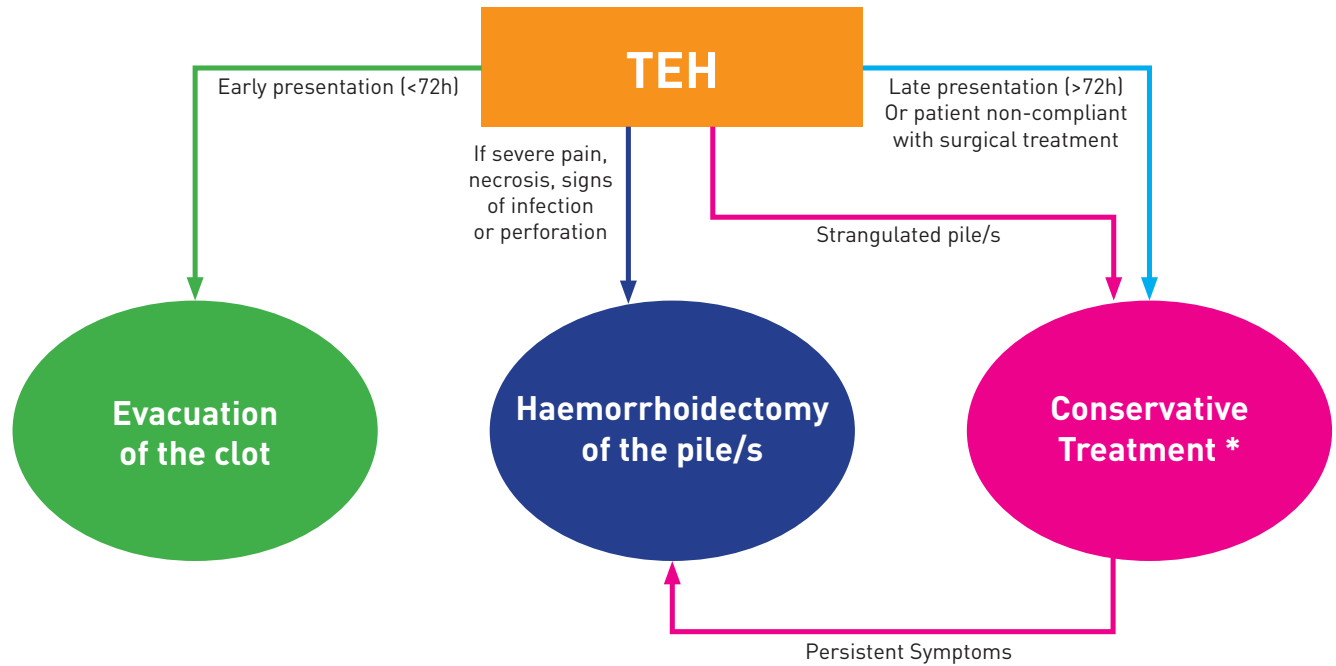 TEH
Early presentation (<72h)
If severe pain,
necrosis, signs
of infection
or perforation
Strangulated pile/s
Late presentation (>72h)
Or patient non-compliant
with surgical treatment
Evacuation
of the clot
Haemorrhoidectomy
of the pile/s
Conservative
Treatment *
Persistent Symptoms